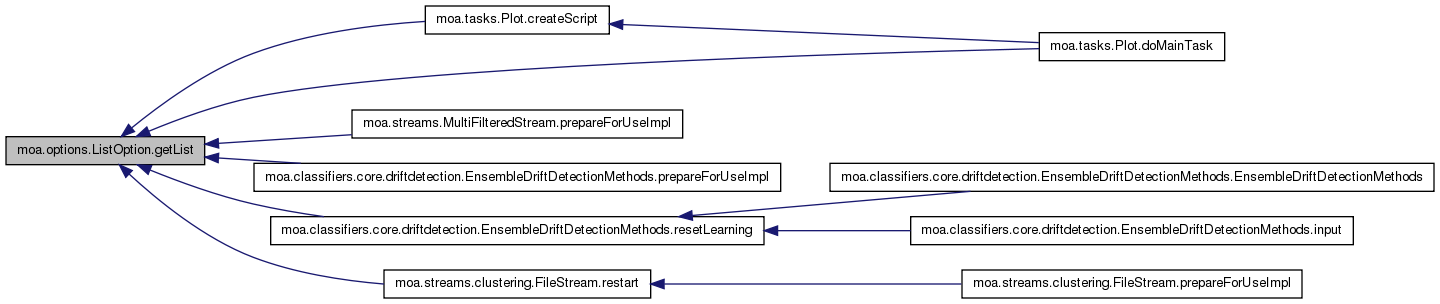 moa.tasks.Plot.createScript
moa.tasks.Plot.doMainTask
moa.streams.MultiFilteredStream.prepareForUseImpl
moa.options.ListOption.getList
moa.classifiers.core.driftdetection.EnsembleDriftDetectionMethods.prepareForUseImpl
moa.classifiers.core.driftdetection.EnsembleDriftDetectionMethods.EnsembleDriftDetectionMethods
moa.classifiers.core.driftdetection.EnsembleDriftDetectionMethods.resetLearning
moa.classifiers.core.driftdetection.EnsembleDriftDetectionMethods.input
moa.streams.clustering.FileStream.restart
moa.streams.clustering.FileStream.prepareForUseImpl